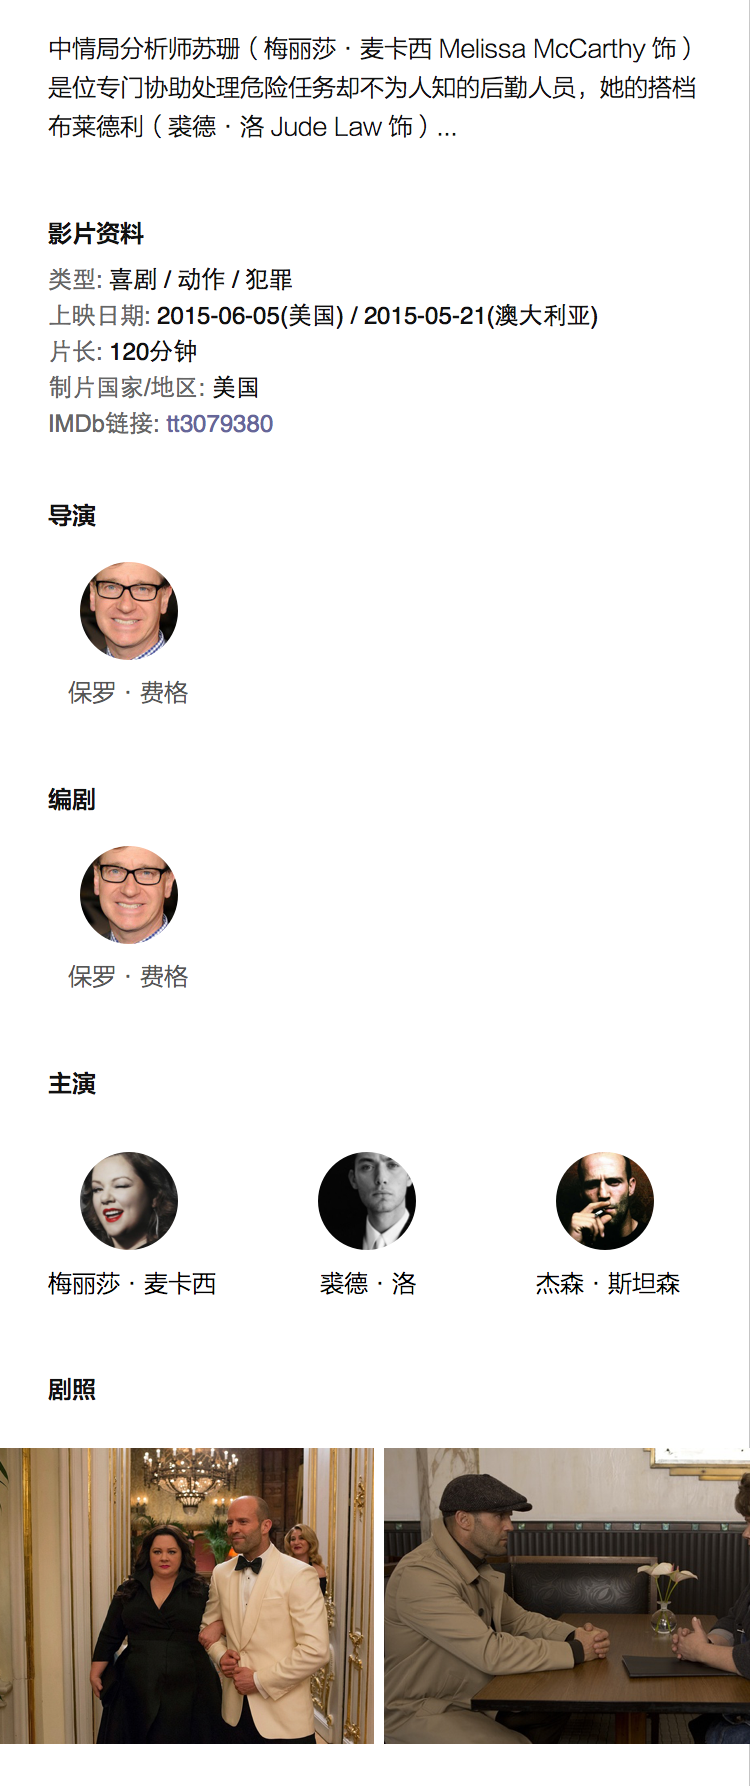 中情局分析师苏珊（梅丽莎·麦卡西 Melissa McCarthy 饰）
是位专门协助处理危险任务却不为人知的后勤人员，她的搭档
布莱德利（裘德·洛 Jude Law 饰）...
影片资料
类型: 喜剧 / 动作 / 犯罪
上映日期: 2015-06-05(美国) / 2015-05-21(澳大利亚)
片长: 120分钟
制片国家/地区: 美国
IMDb链接: tt3079380
导演
保罗·费格
编剧
保罗·费格
主演
梅丽莎·麦卡西
裘德·洛
杰森·斯坦森
剧照